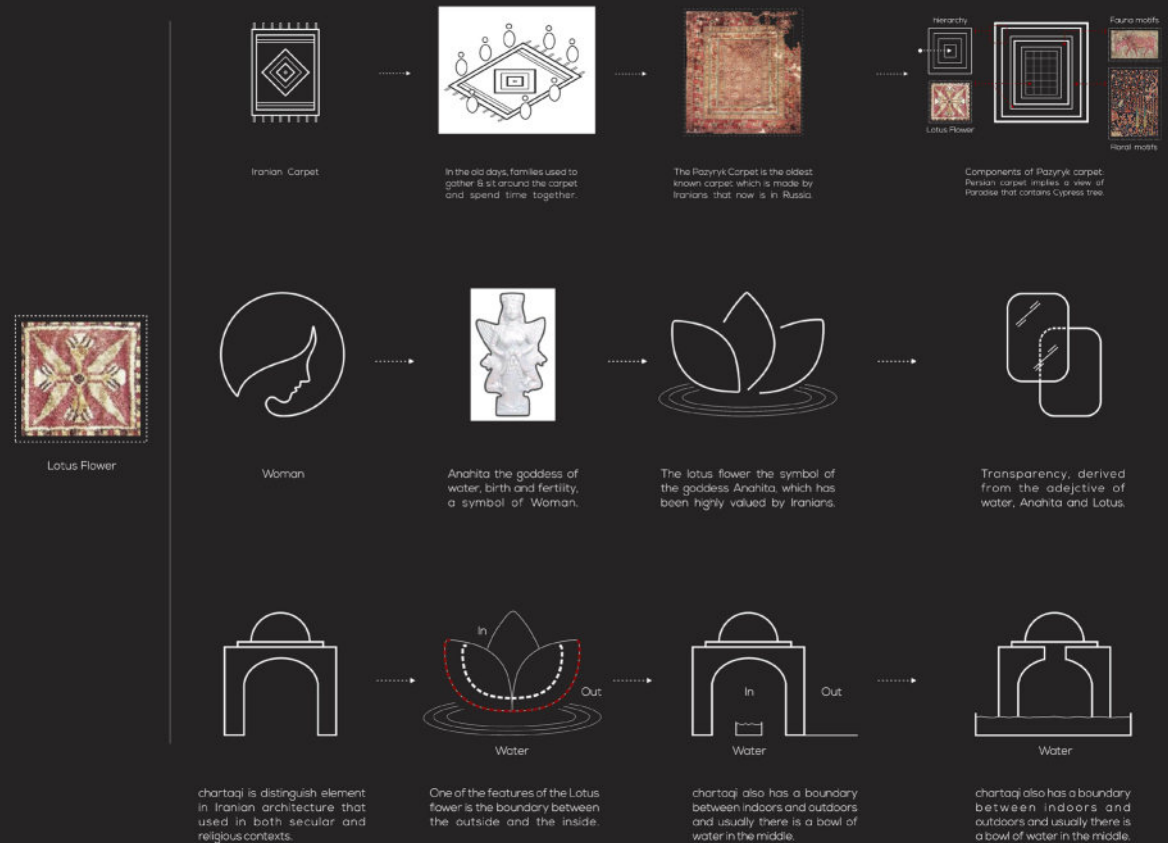 hierarchy
Fauna motifs
Lotus Flower
Floral motifs
Iranian Carpet
In the old days, families used to
gather & sit around the carpet
and spend time together.
The Pazyryk Carpet is the oldest
known carpet which is made by
Iranians that now is in Russia.
Components of Pazyryk carpet:
Persian carpet implies a view of
Paradise that contains Cypress tree.
Lotus Flower
Woman
Anahita the goddess of
water, birth and fertility,
a symbol of Woman.
The lotus flower the symbol of
the goddess Anahita, which has
been highly valued by Iranians.
Transparency, derived
from the adejctive of
water, Anahita and Lotus.
In
Out
Water
In
Out
Water
Water
chartaqi is distinguish element
in Iranian architecture that
used in both secular and
religious contexts.
One of the features of the Lotus
flower is the boundary between
the outside and the inside.
chartaqi also has a boundary
between indoors and outdoors
and usually there is a bowl of
water in the middle.
chartaqi also has a boundary
between indoors and
outdoors and usually there is
a bowl of water in the middle.